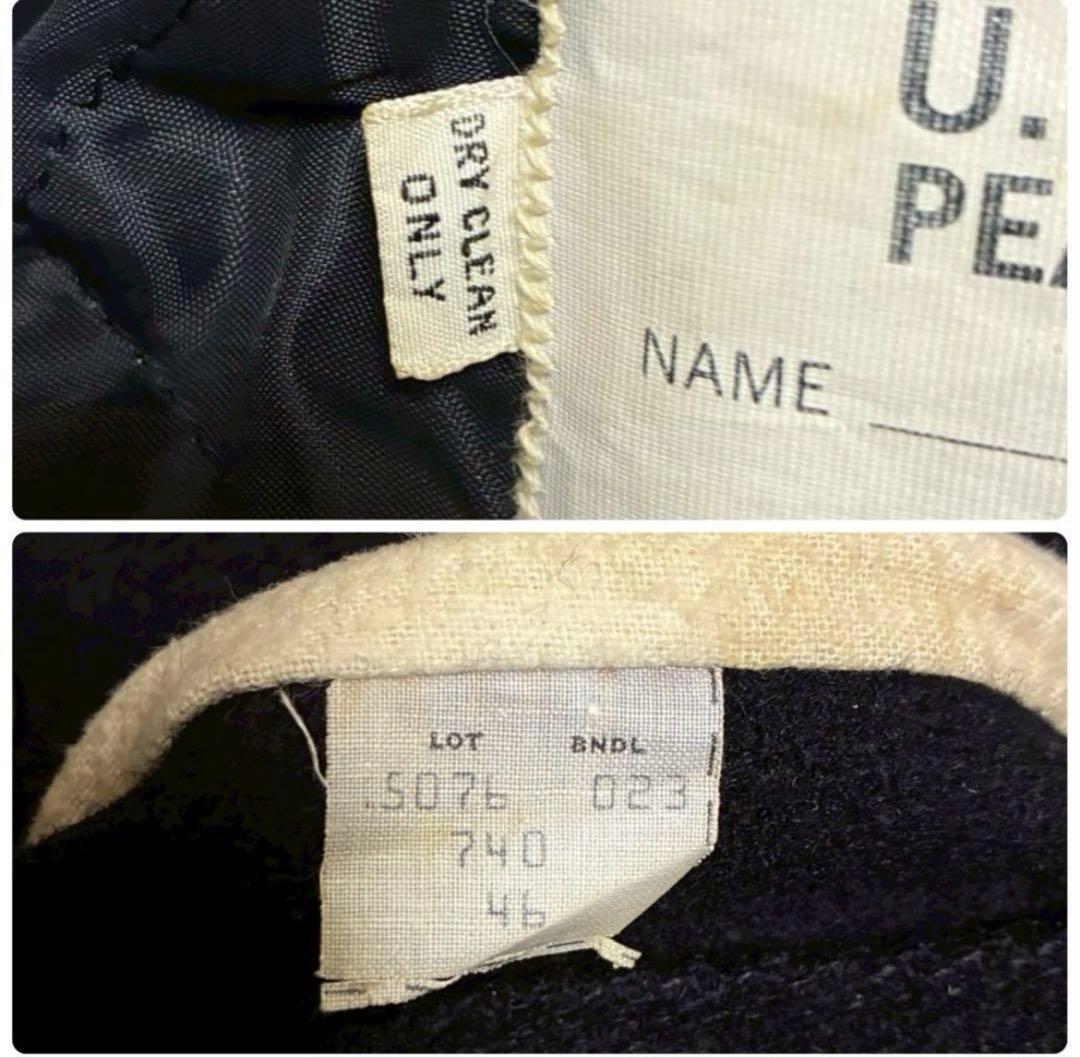 DRY CLEAN
ONLY
U.
PEA
NAME
LOT BNDL
5076 023
740
46